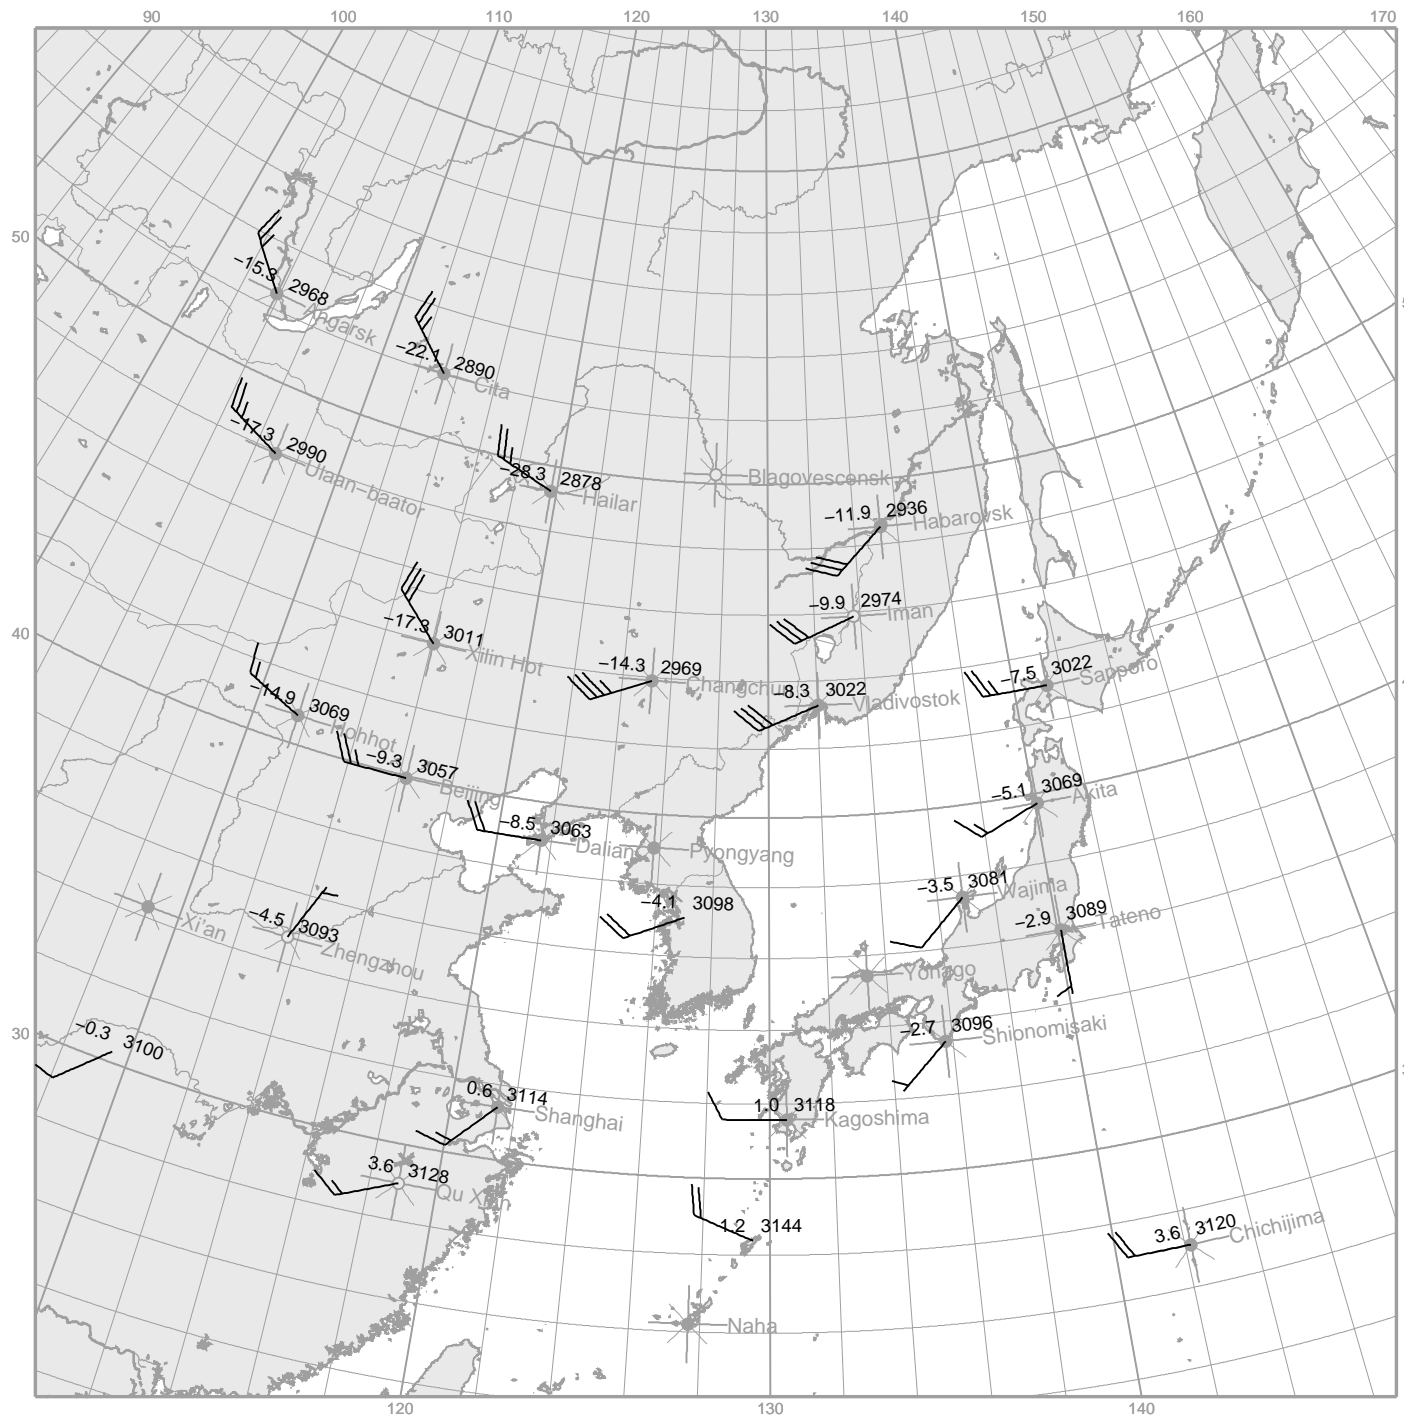 90 100 110 120 130 140 150 160 170
50
−15.3 2968
Angarsk
−22.1 2890
Cita
−17.3 2990
Ulaan−baator
−28.3 2878
Hailar
Blagovesconsk
−11.9 2936
Habarovsk
−9.9 2974
Iman
40
−17.3 3011
Xilin Hot
−14.3 2969
Changchun
−8.3 3022
Vladivostok
−7.5 3022
Sapporo
−14.9 3069
Hohhot
−9.3 3057
Beijing
−5.1 3069
Akita
−8.5 3063
Dalian
Pyongyang
−3.5 3081
Wajima
−4.1 3098
−2.9 3089
Tateno
Xi'an
−4.5 3093
Zhengzhou
Yonago
30
−0.3 3100
−2.7 3096
Shionomisaki
0.6 3114
Shanghai
1.0 3118
Kagoshima
3.6 3128
Qu Xian
1.2 3144
3.6 3120
Chichijima
Naha
120 130 140